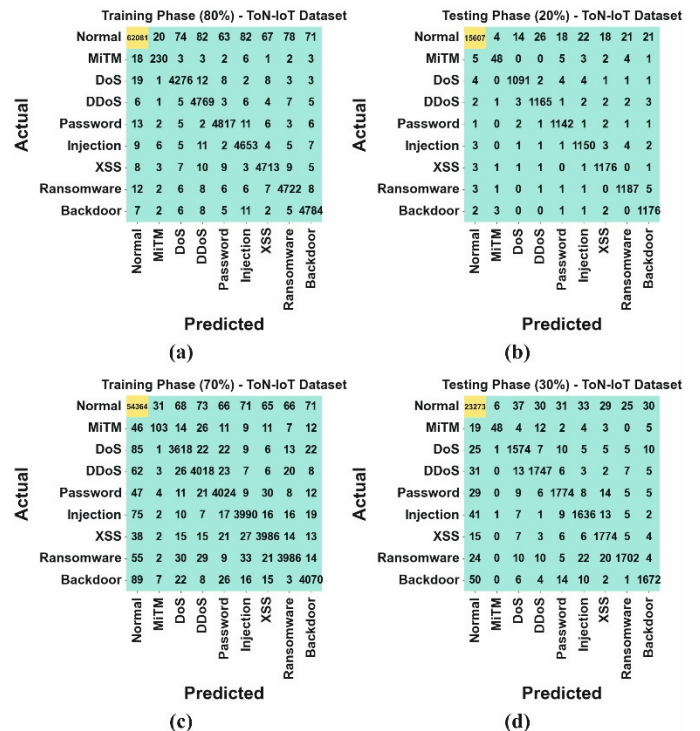 Training Phase (80%) - ToN-IoT Dataset
Normal 62081 20 74 82 63 82 67 78 71
MiTM 18 230 3 3 3 6 1 2 3
DoS 19 1 4276 12 8 2 8 3 3
DDoS 6 1 5 4769 3 6 4 7 5
Password 13 2 5 2 4817 11 6 3 6
Injection 9 6 5 11 2 4653 4 5 7
XSS 8 3 7 10 9 3 4713 9 5
Ransomware 12 2 6 8 6 6 7 4722 8
Backdoor 7 2 6 8 5 11 2 5 4784
Actual
Normal MiTM DoS DDoS Password Injection XSS Ransomware Backdoor
Predicted
(a)
Testing Phase (20%) - ToN-IoT Dataset
Normal 15607 4 14 26 18 22 18 21 21
MiTM 5 48 0 0 5 3 2 4 1 1
DoS 4 0 1091 2 4 4 1 1 1
DDoS 2 1 3 1165 1 2 2 2 3
Password 1 0 2 1 1142 1 2 1 1
Injection 3 0 1 1 0 1150 3 4 2
XSS 3 1 1 1 0 1 1176 0 1
Ransomware 3 1 0 1 1 1 1 1187 5
Backdoor 2 3 0 0 1 1 2 0 1176
Actual
Normal MiTM DoS DDoS Password Injection XSS Ransomware Backdoor
Predicted
(b)
Training Phase (70%) - ToN-IoT Dataset
Normal 54364 31 68 73 66 71 65 66 71
MiTM 46 103 14 26 11 9 11 7 12
DoS 85 1 3618 22 22 9 6 13 22
DDoS 62 3 26 4018 23 7 6 20 8
Password 47 4 11 21 4024 9 30 8 12
Injection 75 2 10 7 17 3990 16 16 19
XSS 38 2 15 15 21 27 3986 14 13
Ransomware 55 2 30 29 9 33 21 3986 14
Backdoor 89 7 22 8 26 16 15 3 4070
Actual
Normal MiTM DoS DDoS Password Injection XSS Ransomware Backdoor
Predicted
(c)
Testing Phase (30%) - ToN-IoT Dataset
Normal 23273 6 37 30 31 33 29 25 30
MiTM 19 48 4 12 2 4 3 0 5
DoS 25 1 1574 10 5 5 5 5 10
DDoS 31 0 13 1747 6 3 2 7 5
Password 29 0 9 6 1774 8 14 5 5
Injection 41 1 7 1 9 1636 13 5 2
XSS 15 0 7 3 6 6 1774 5 4
Ransomware 24 0 10 10 5 22 20 1702 4
Backdoor 50 0 6 4 14 10 2 1 1672
Actual
Normal MiTM DoS DDoS Password Injection XSS Ransomware Backdoor
Predicted
(d)